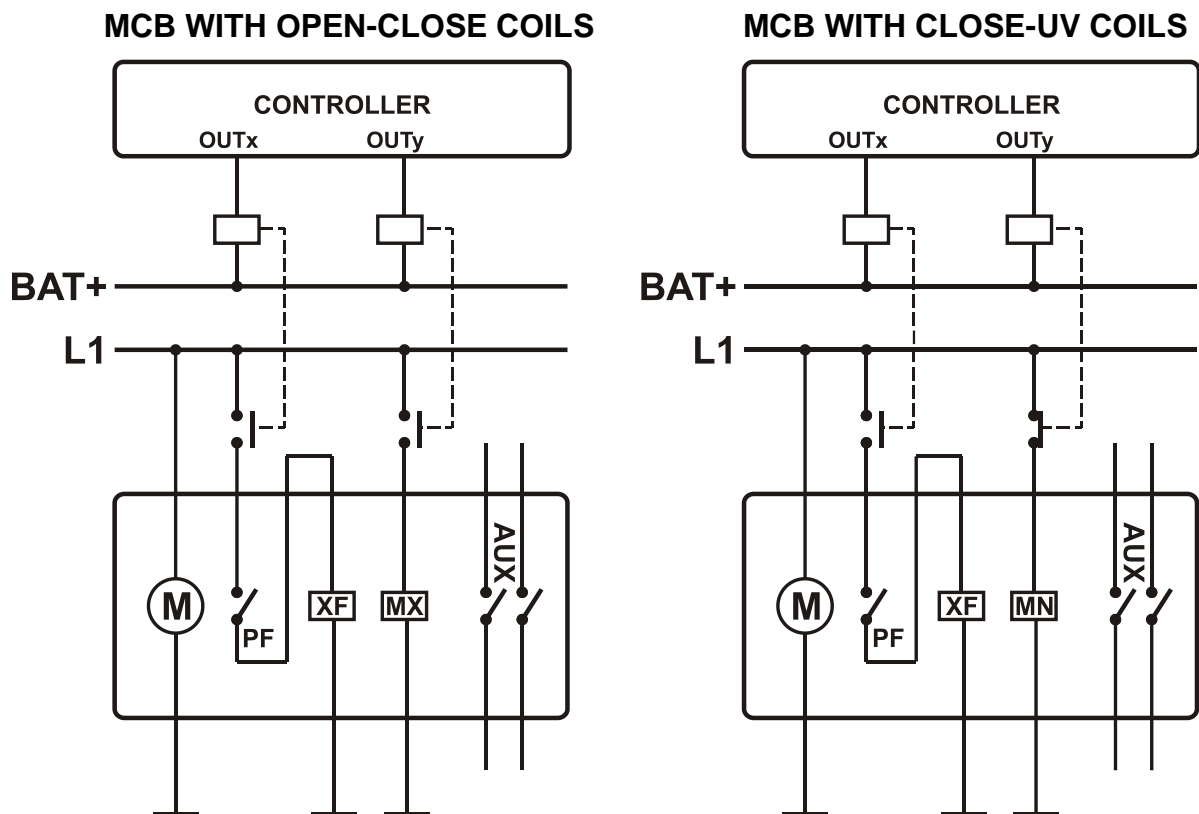 MCB WITH OPEN-CLOSE COILS
CONTROLLER
OUTx OUTy
BAT+
L1
AUX
M
XF
MX
PF
MCB WITH CLOSE-UV COILS
CONTROLLER
OUTx OUTy
BAT+
L1
AUX
M
XF
MN
PF